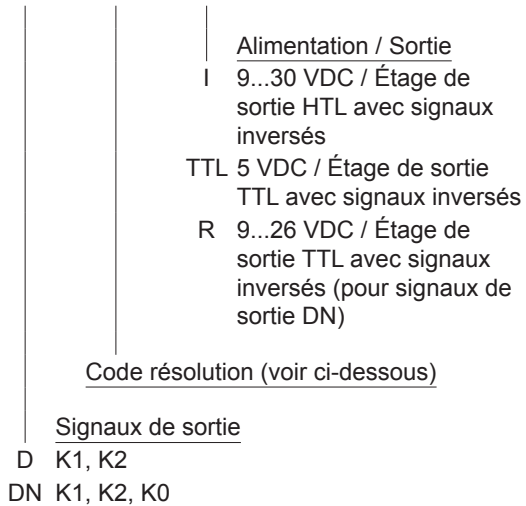 Alimentation / Sortie
I 9...30 VDC / Étage de
sortie HTL avec signaux
inversés
TTL 5 VDC / Étage de sortie
TTL avec signaux inversés
R 9...26 VDC / Étage de
sortie TTL avec signaux
inversés (pour signaux de
sortie DN)
Code résolution (voir ci-dessous)
Signaux de sortie
D K1, K2
DN K1, K2, K0